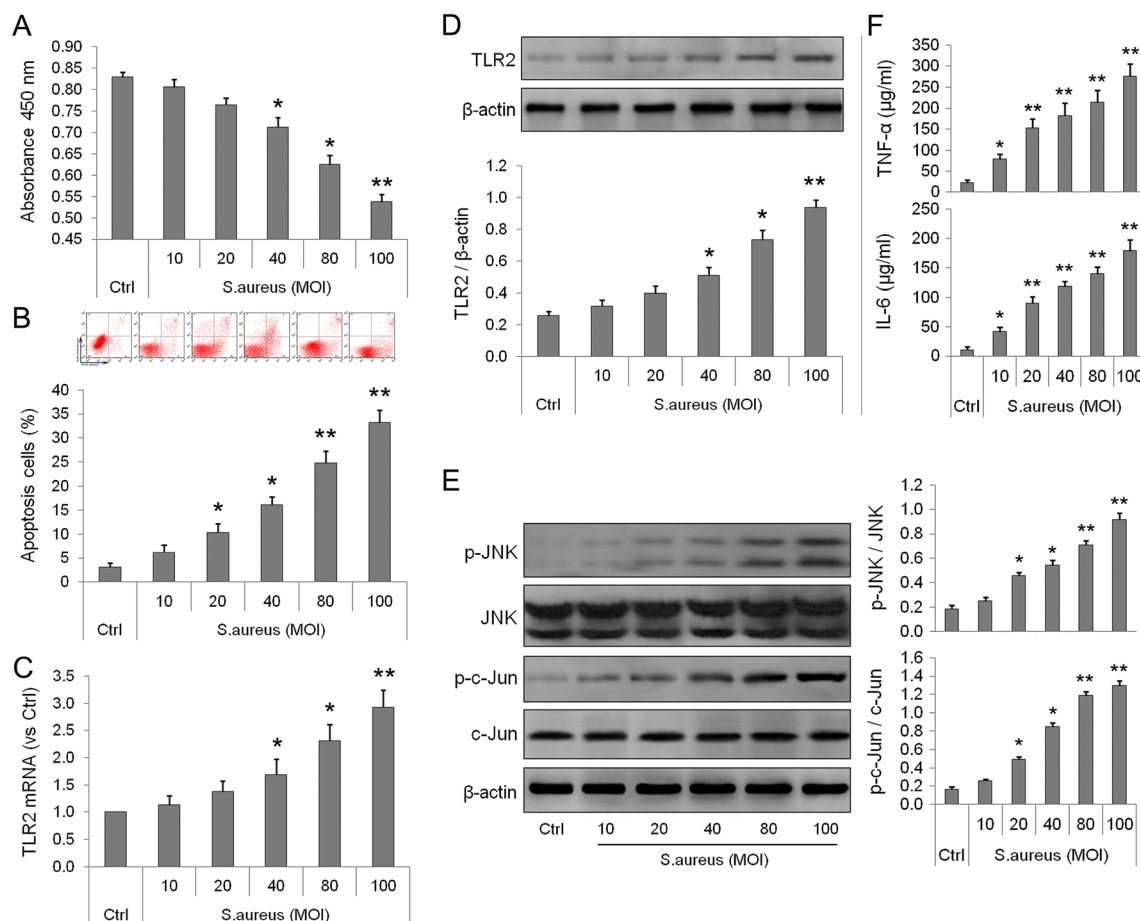 A
0.90
0.85
0.80
0.75
0.70
0.65
0.60
0.55
0.50
0.45
Absorbance 450 nm
*
*
**
10 20 40 80 100
Ctrl S.aureus (MOI)
B
40
35
30
25
20
15
10
5
0
Apoptosis cells (%)
*
*
**
**
10 20 40 80 100
Ctrl S.aureus (MOI)
C
3.5
3.0
2.5
2.0
1.5
1.0
0.5
0.0
TLR2 mRNA (vs Ctrl)
*
*
**
10 20 40 80 100
Ctrl S.aureus (MOI)
D
TLR2
β-actin
1.2
1.0
0.8
0.6
0.4
0.2
0.0
TLR2 / β-actin
*
*
**
10 20 40 80 100
Ctrl S.aureus (MOI)
E
p-JNK
JNK
p-c-Jun
c-Jun
β-actin
Ctrl 10 20 40 80 100
S.aureus (MOI)
1.2
1.0
0.8
0.6
0.4
0.2
0.0
p-JNK / JNK
*
*
**
**
1.6
1.4
1.2
1.0
0.8
0.6
0.4
0.2
0.0
p-c-Jun / c-Jun
*
*
**
**
10 20 40 80 100
Ctrl S.aureus (MOI)
F
350
300
250
200
150
100
50
0
TNF-α (µg/ml)
*
**
**
**
**
250
200
150
100
50
0
IL-6 (µg/ml)
*
**
**
**
**
10 20 40 80 100
Ctrl S.aureus (MOI)